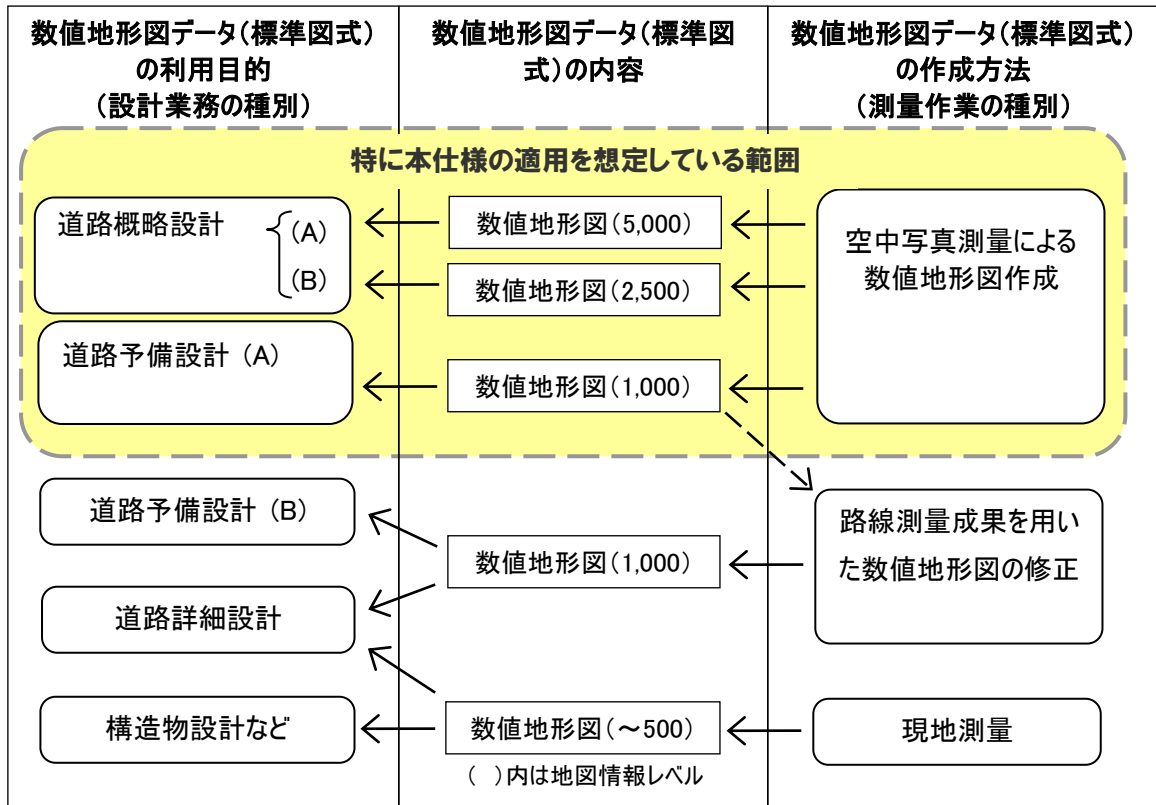 数値地形図データ(標準図式)
の利用目的
(設計業務の種別)
数値地形図データ(標準図
式)の内容
数値地形図データ(標準図式)
の作成方法
(測量作業の種別)
特に本仕様の適用を想定している範囲
道路概略設計
(A)
(B)
数値地形図(5,000)
数値地形図(2,500)
空中写真測量による
数値地形図作成
道路予備設計 (A)
数値地形図(1,000)
道路予備設計 (B)
数値地形図(1,000)
路線測量成果を用い
た数値地形図の修正
道路詳細設計
構造物設計など
数値地形図(~500)
現地測量
( )内は地図情報レベル